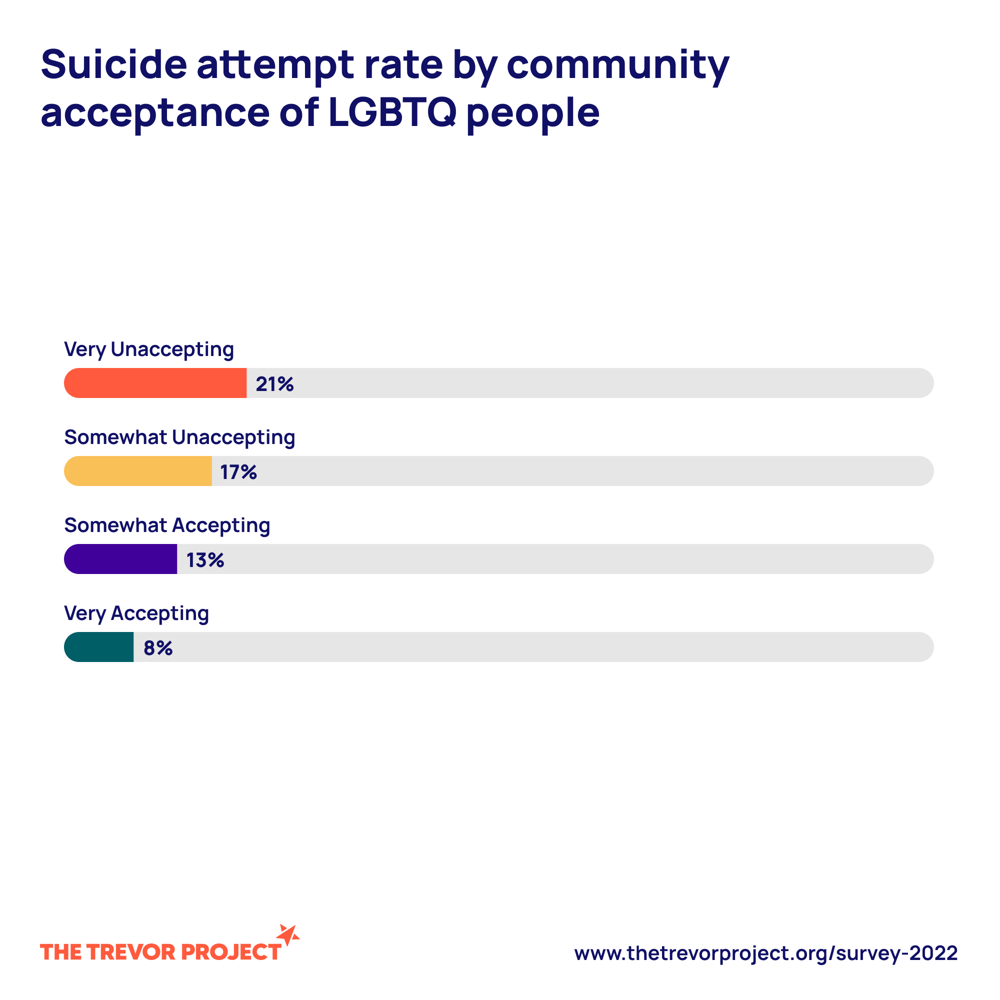 Suicide attempt rate by community
acceptance of LGBTQ people
Very Unaccepting
21%
Somewhat Unaccepting
17%
Somewhat Accepting
13%
Very Accepting
8%
THE TREVOR PROJECT
www.thetrevorproject.org/survey-2022